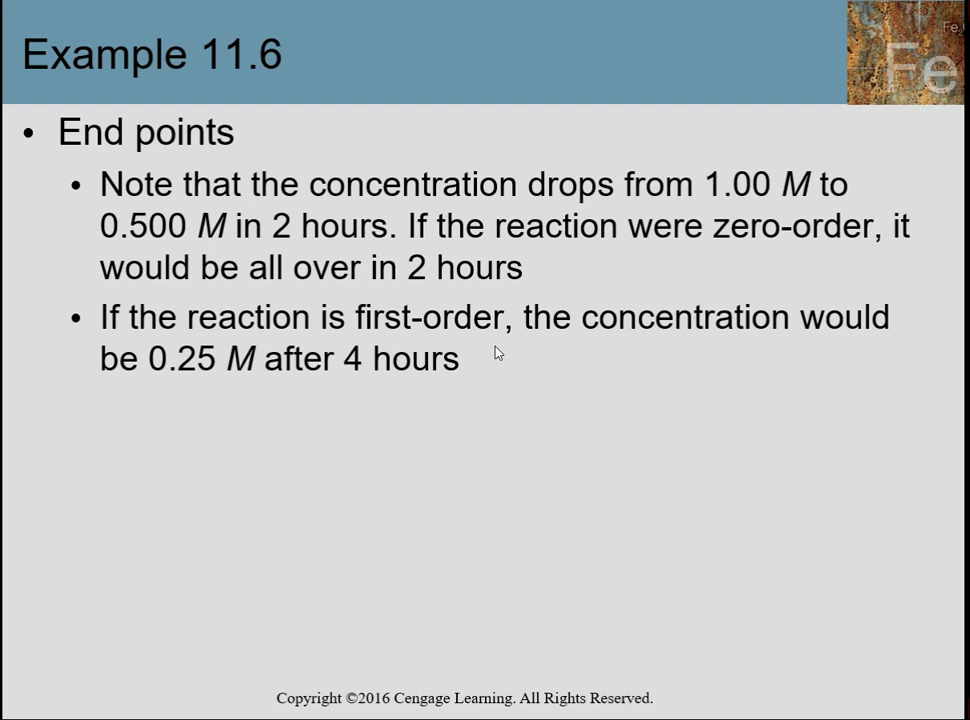 Example 11.6
Fe
Fe
• End points
• Note that the concentration drops from 1.00 M to
0.500 M in 2 hours. If the reaction were zero-order, it
would be all over in 2 hours
• If the reaction is first-order, the concentration would
be 0.25 M after 4 hours
Copyright ©2016 Cengage Learning. All Rights Reserved.